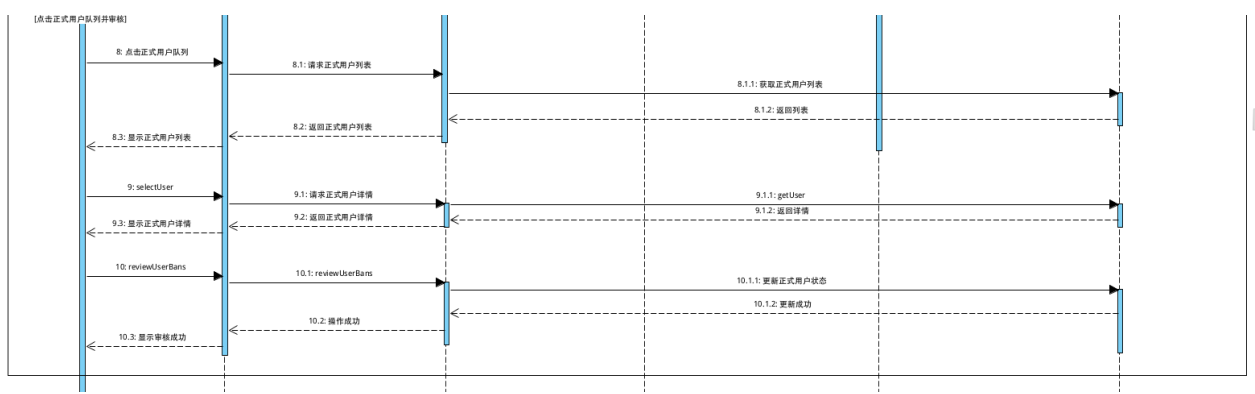 [点击正式用户队列并审核]
8: 点击正式用户队列
8.1: 请求正式用户列表
8.1.1: 获取正式用户列表
8.1.2: 返回列表
8.2: 返回正式用户列表
8.3: 显示正式用户列表
9: selectUser
9.1: 请求正式用户详情
9.1.1: getUser
9.1.2: 返回详情
9.2: 返回正式用户详情
9.3: 显示正式用户详情
10: reviewUserBans
10.1: reviewUserBans
10.1.1: 更新正式用户状态
10.1.2: 更新成功
10.2: 操作成功
10.3: 显示审核成功